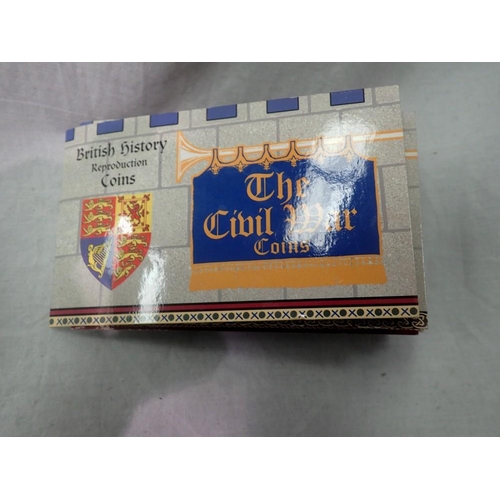 British History
Reproduction
Coins
The
Civil War
Coins